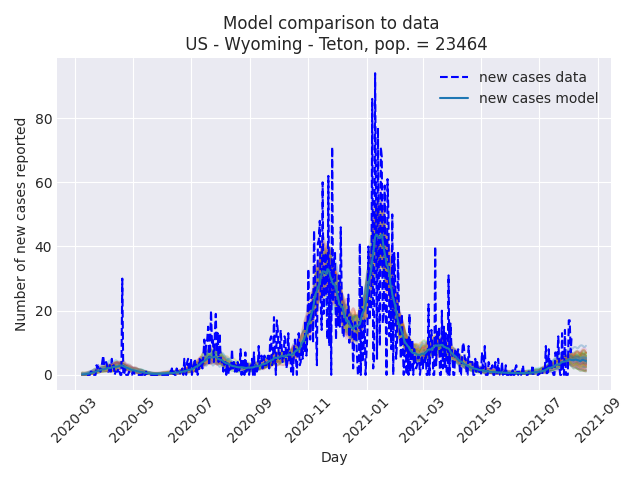 Model comparison to data
US - Wyoming - Teton, pop. = 23464
new cases data
new cases model
Number of new cases reported
80
60
40
20
0
2020-03
2020-05
2020-07
2020-09
2020-11
2021-01
2021-03
2021-05
2021-07
2021-09
Day